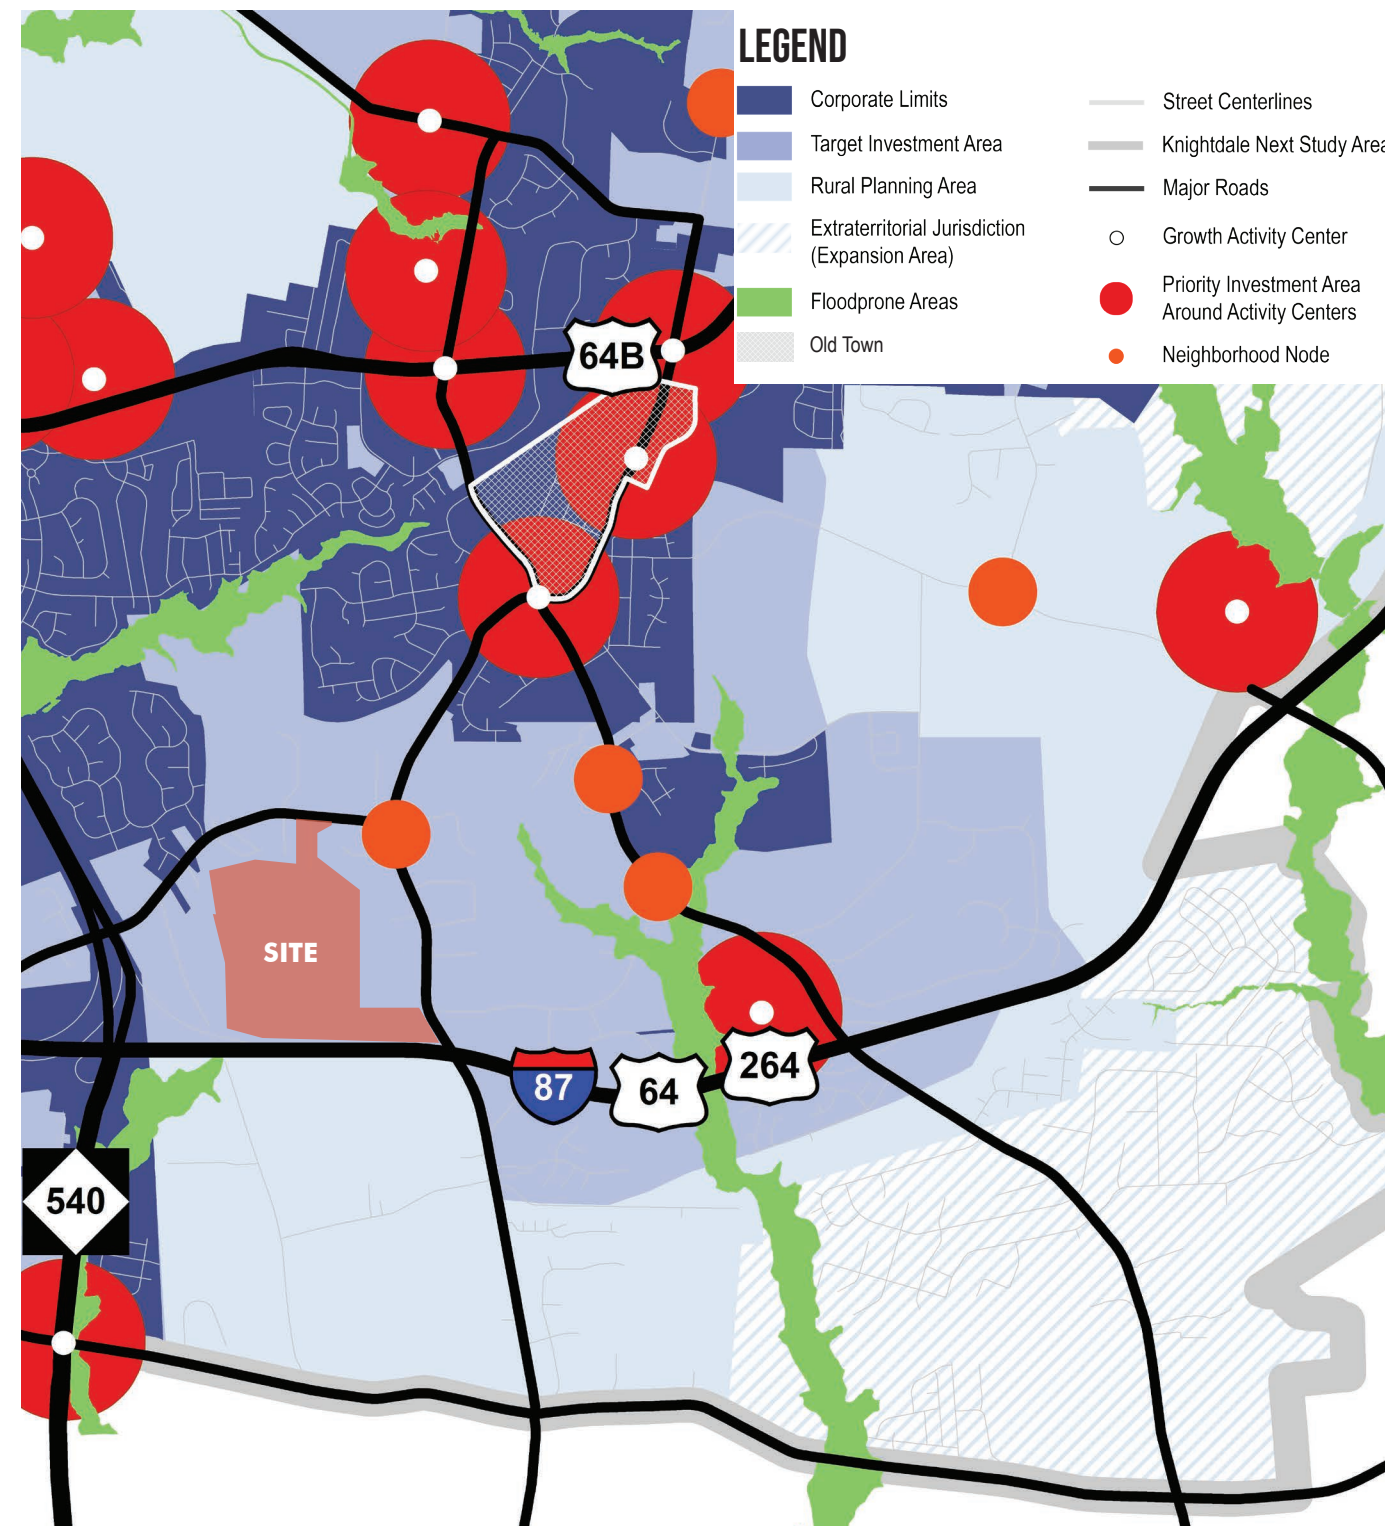 LEGEND
Corporate Limits
Target Investment Area
Rural Planning Area
Extraterritorial Jurisdiction
(Expansion Area)
Floodprone Areas
Old Town
Street Centerlines
Knightdale Next Study Area
Major Roads
Growth Activity Center
Priority Investment Area
Around Activity Centers
Neighborhood Node
64B
SITE
87
64
264
540